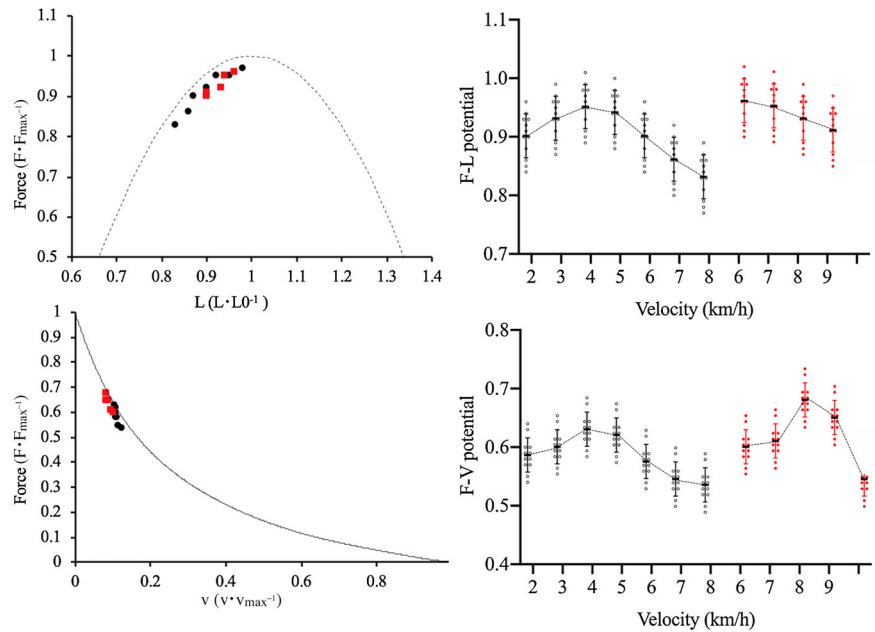 Force (F·Fmax⁻¹)
1.1
1
0.9
0.8
0.7
0.6
0.5
0.6 0.7 0.8 0.9 1 1.1 1.2 1.3 1.4
L (L·L0⁻¹)
F-L potential
1.1
1.0
0.9
0.8
0.7
2 3 4 5 6 7 8 6 7 8 9
Velocity (km/h)
Force (F·Fmax⁻¹)
1
0.9
0.8
0.7
0.6
0.5
0.4
0.3
0.2
0.1
0
0 0.2 0.4 0.6 0.8
v (v·vmax⁻¹)
F-V potential
0.8
0.7
0.6
0.5
0.4
2 3 4 5 6 7 8 6 7 8 9
Velocity (km/h)